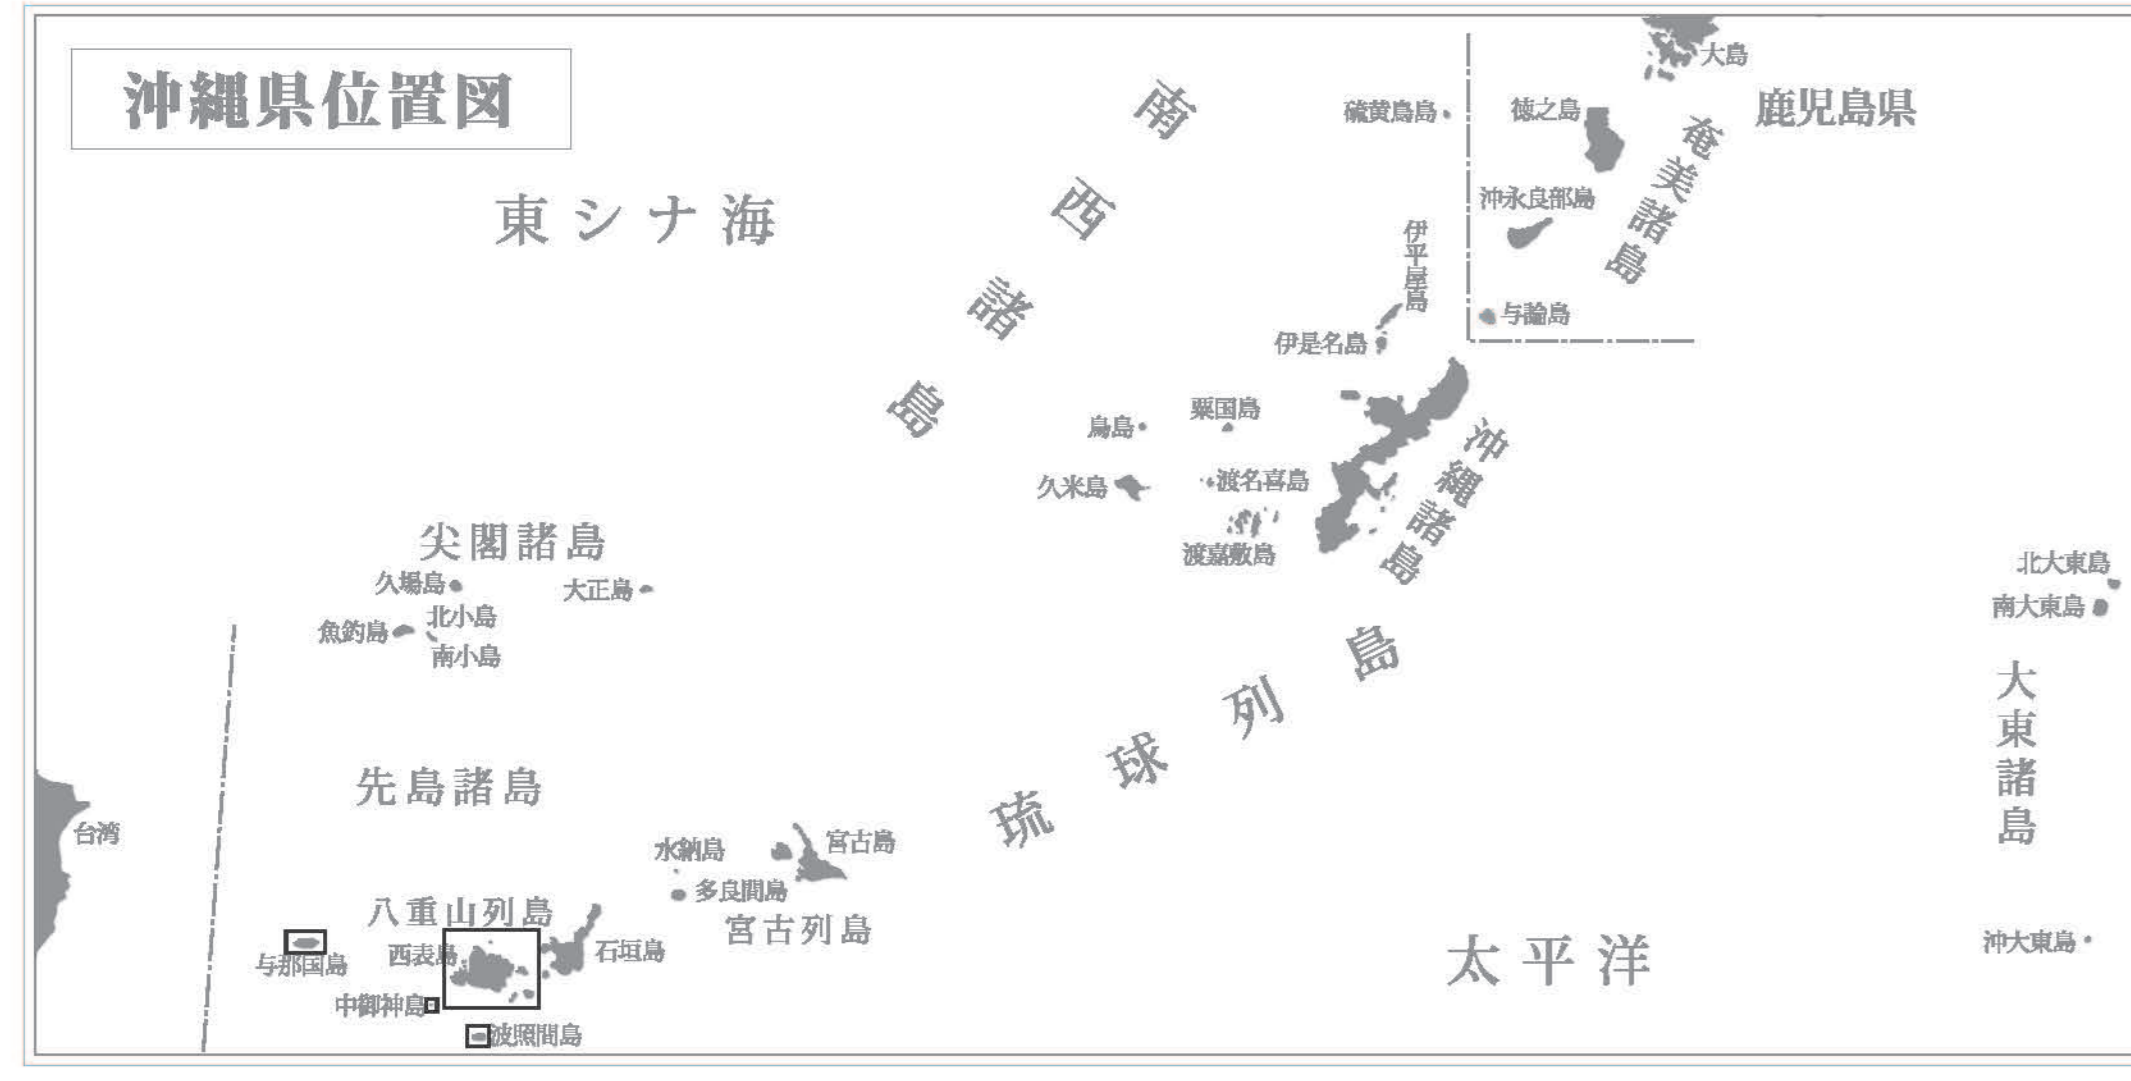 沖縄県位置図
東シナ海
南西諸島
硫黄鳥島
大島
徳之島
鹿児島県
奄美諸島
沖永良部島
与論島
伊平屋島
伊是名島
鳥島
粟国島
久米島
渡名喜島
渡嘉敷島
沖縄諸島
尖閣諸島
久場島
大正島
魚釣島
北小島
南小島
北大東島
南大東島
大東諸島
沖大東島
琉球列島
先島諸島
台湾
水納島
宮古島
多良間島
宮古列島
八重山列島
与那国島
西表島
石垣島
中御神島
波照間島
太平洋